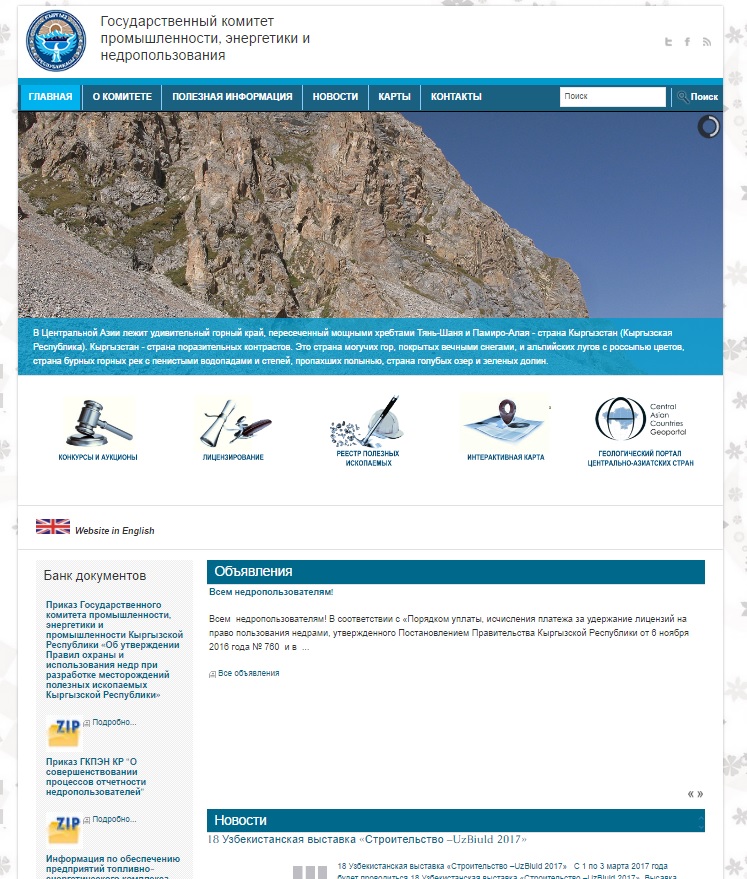 Государственный комитет
промышленности, энергетики и
недропользования
ГЛАВНАЯ
О КОМИТЕТЕ
ПОЛЕЗНАЯ ИНФОРМАЦИЯ
НОВОСТИ
КАРТЫ
КОНТАКТЫ
Поиск
Поиск
В Центральной Азии лежит удивительный горный край, пересеченный мощными хребтами Тянь-Шаня и Памиро-Алая - страна Кыргызстан (Кыргызская
Республика). Кыргызстан - страна поразительных контрастов. Это страна могучих гор, покрытых вечными снегами, и альпийских лугов с россыпью цветов,
страна бурных горных рек с пенистыми водопадами и степей, пропахших полынью, страна голубых озер и зеленых долин.
КОНКУРСЫ И АУКЦИОНЫ
ЛИЦЕНЗИРОВАНИЕ
РЕЕСТР ПОЛЕЗНЫХ
ИСКОПАЕМЫХ
ИНТЕРАКТИВНАЯ КАРТА
Central
Asian
Countries
Geoportal
ГЕОЛОГИЧЕСКИЙ ПОРТАЛ
ЦЕНТРАЛЬНО-АЗИАТСКИХ СТРАН
Website in English
Банк документов
Приказ Государственного
комитета промышленности,
энергетики и
промышленности Кыргызской
Республики «Об утверждении
Правил охраны и
использования недр при
разработке месторождений
полезных ископаемых
Кыргызской Республики»
ZIP
Подробно...
Приказ ГКПЭН КР "О
совершенствовании
процессов отчетности
недропользователей"
ZIP
Подробно...
Информация по обеспечению
предприятий топливно-
энергетического комплекса
Объявления
Всем недропользователям!
Всем недропользователям! В соответствии с «Порядком уплаты, исчисления платежа за удержание лицензий на
право пользования недрами, утвержденного Постановлением Правительства Кыргызской Республики от 6 ноября
2016 года № 760 и в ...
Все объявления
« »
Новости
18 Узбекистанская выставка «Строительство –UzBiuld 2017»
18 Узбекистанская выставка «Строительство –UzBiuld 2017» С 1 по 3 марта 2017 года
будет проводиться 18 Узбекистанская выставка «Строительство –UzBiuld 2017». Выставка